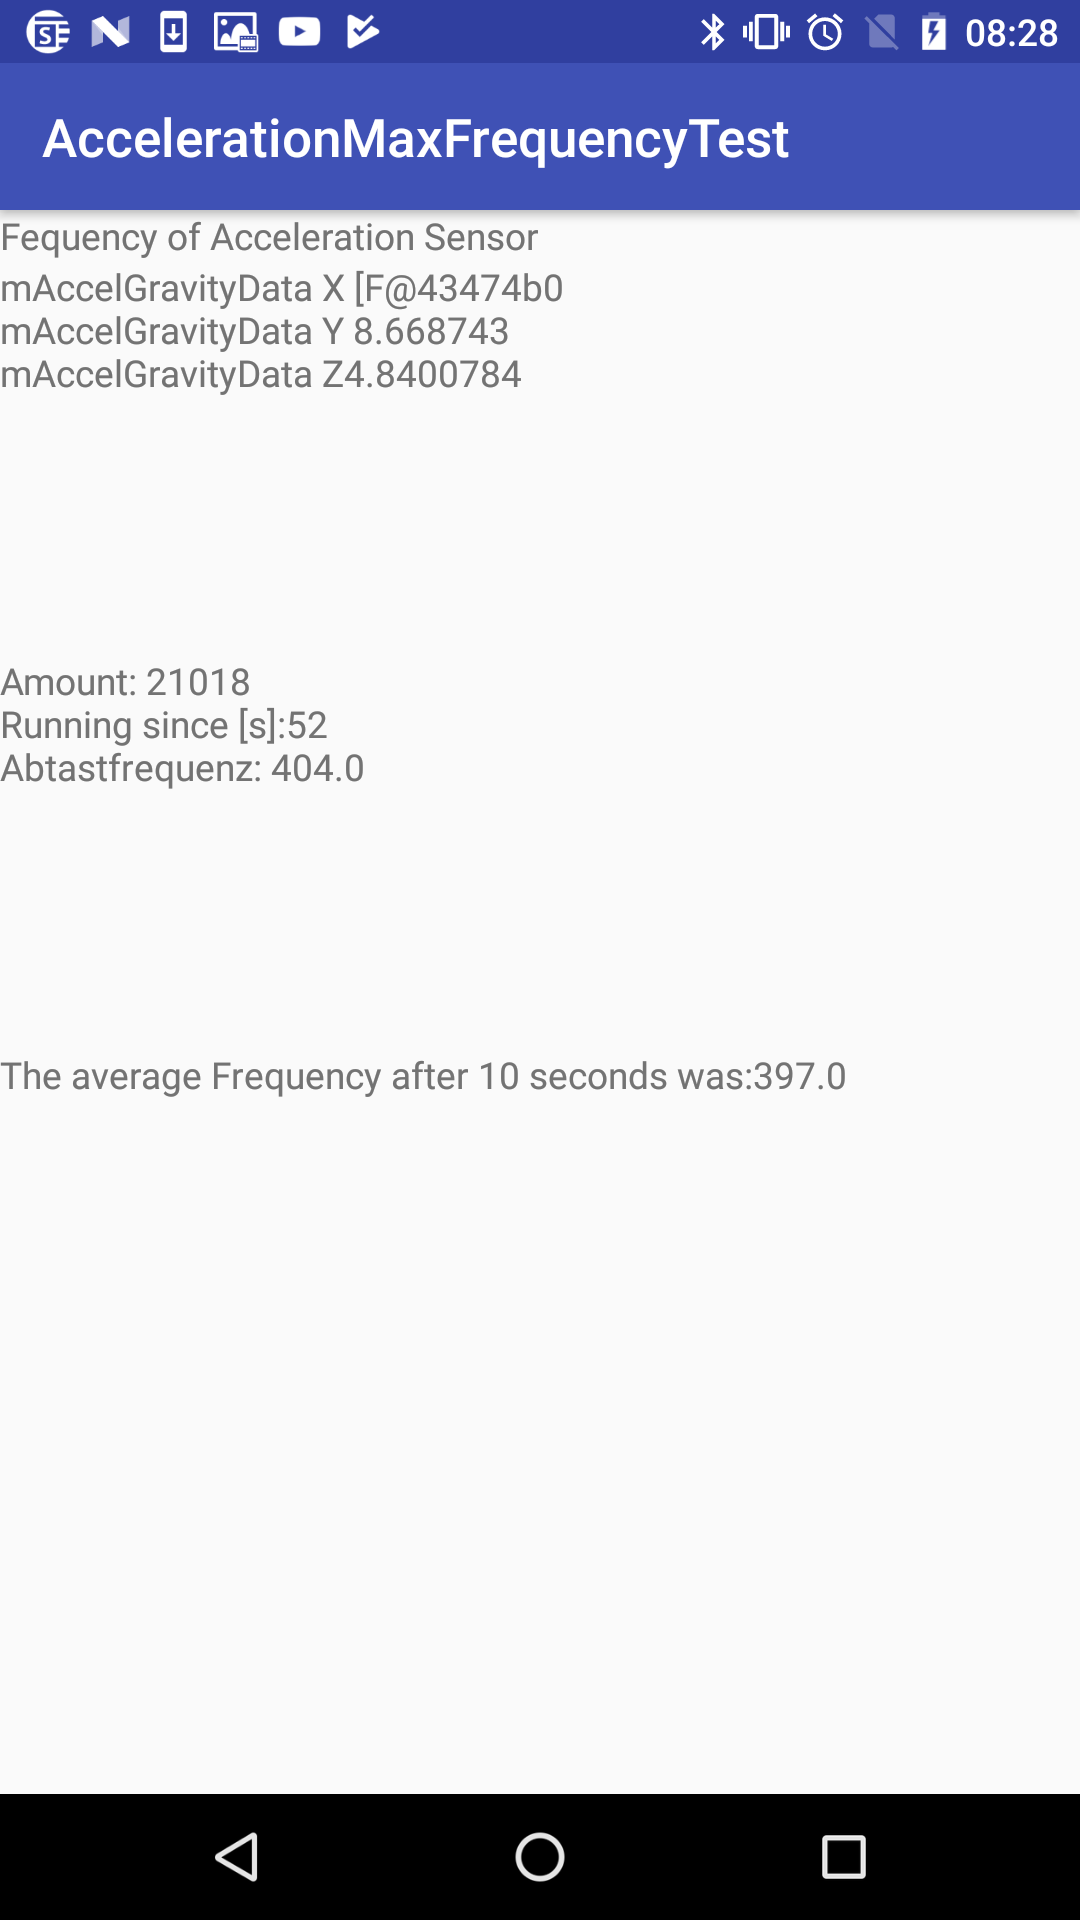 08:28
AccelerationMaxFrequencyTest
Fequency of Acceleration Sensor
mAccelGravityData X [F@43474b0
mAccelGravityData Y 8.668743
mAccelGravityData Z4.8400784
Amount: 21018
Running since [s]:52
Abtastfrequenz: 404.0
The average Frequency after 10 seconds was:397.0